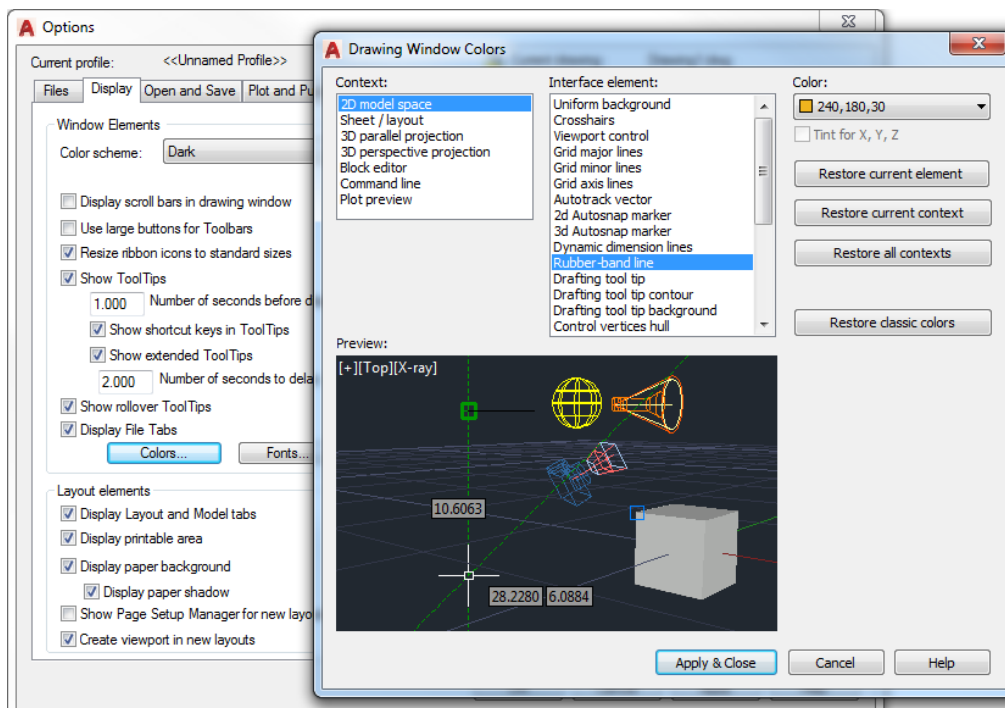 Options
Current profile: <<Unnamed Profile>>
Files Display Open and Save Plot and Pu
Window Elements
Color scheme: Dark
Display scroll bars in drawing window
Use large buttons for Toolbars
Resize ribbon icons to standard sizes
Show ToolTips
1.000 Number of seconds before d
Show shortcut keys in ToolTips
Show extended ToolTips
2.000 Number of seconds to dela
Show rollover ToolTips
Display File Tabs
Colors... Fonts...
Layout elements
Display Layout and Model tabs
Display printable area
Display paper background
Display paper shadow
Show Page Setup Manager for new layo
Create viewport in new layouts
Drawing Window Colors
Context:
2D model space
Sheet / layout
3D parallel projection
3D perspective projection
Block editor
Command line
Plot preview
Interface element:
Uniform background
Crosshairs
Viewport control
Grid major lines
Grid minor lines
Grid axis lines
Autotrack vector
2d Autosnap marker
3d Autosnap marker
Dynamic dimension lines
Rubber-band line
Drafting tool tip
Drafting tool tip contour
Drafting tool tip background
Control vertices hull
Color:
240,180,30
Tint for X, Y, Z
Restore current element
Restore current context
Restore all contexts
Restore classic colors
Preview:
[+][Top][X-ray]
10.6063
28.2280 6.0884
Apply & Close Cancel Help